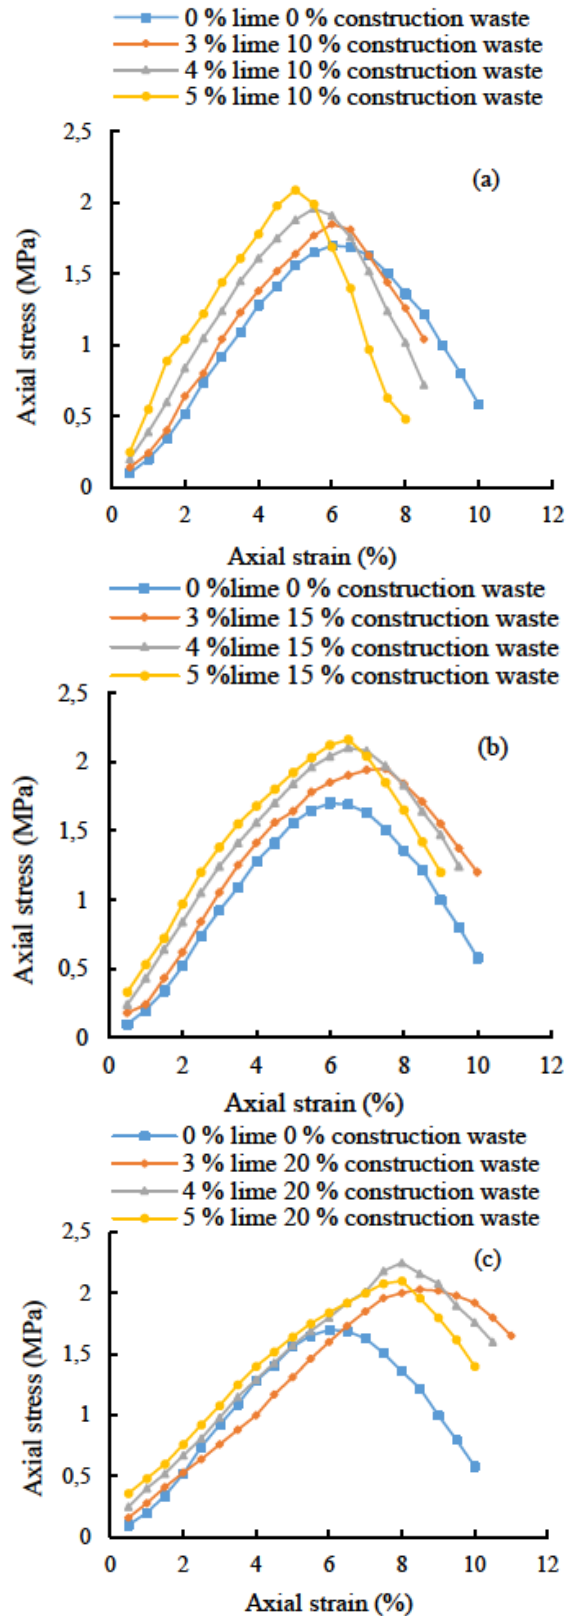 0 % lime 0 % construction waste
3 % lime 10 % construction waste
4 % lime 10 % construction waste
5 % lime 10 % construction waste
2,5
(a)
2
1,5
1
0,5
0
0 2 4 6 8 10 12
Axial stress (MPa)
Axial strain (%)
0 %lime 0 % construction waste
3 %lime 15 % construction waste
4 %lime 15 % construction waste
5 %lime 15 % construction waste
2,5
(b)
2
1,5
1
0,5
0
0 2 4 6 8 10 12
Axial stress (MPa)
Axial strain (%)
0 % lime 0 % construction waste
3 % lime 20 % construction waste
4 % lime 20 % construction waste
5 % lime 20 % construction waste
2,5
(c)
2
1,5
1
0,5
0
0 2 4 6 8 10 12
Axial stress (MPa)
Axial strain (%)